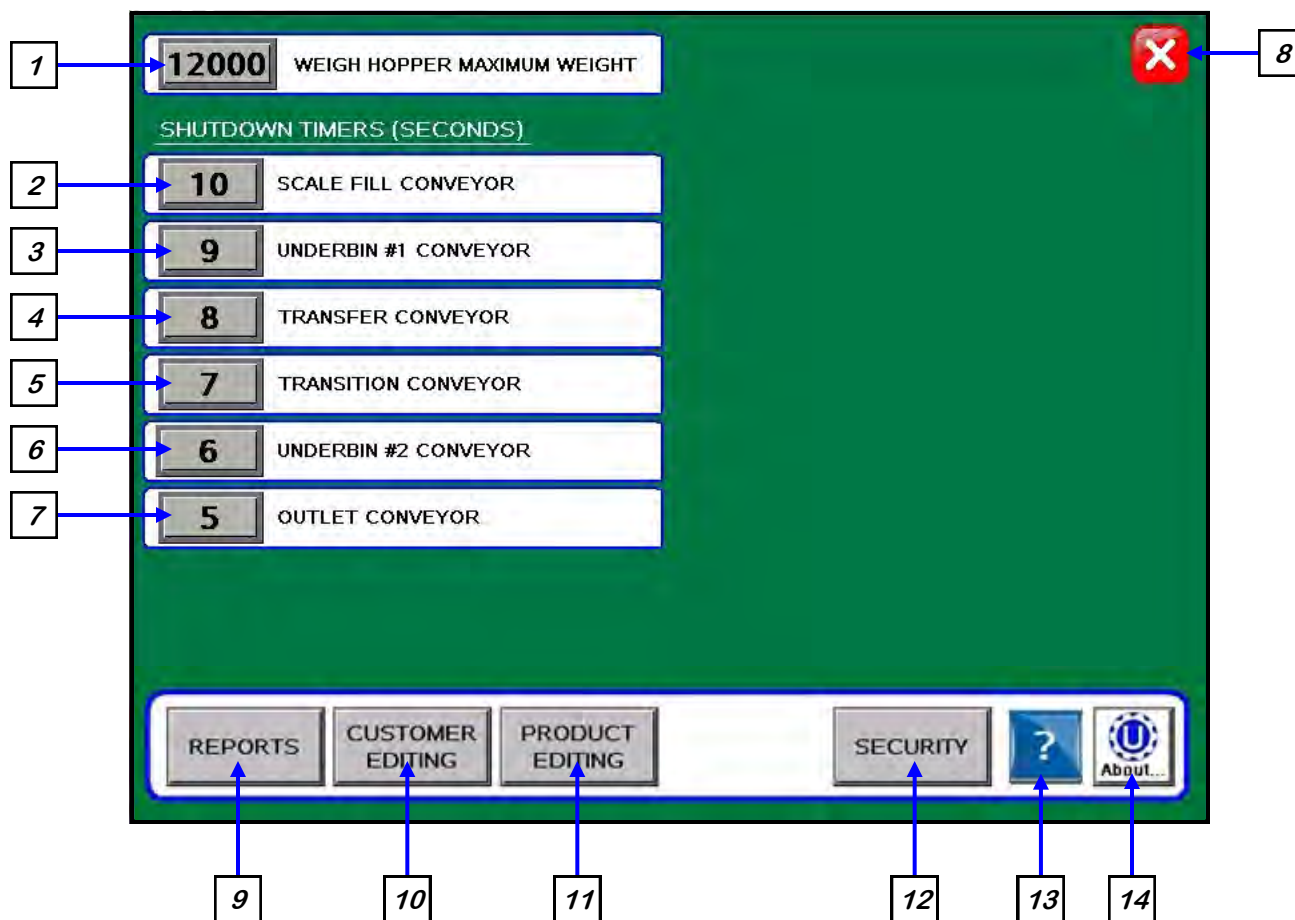 1
12000 WEIGH HOPPER MAXIMUM WEIGHT
8
SHUTDOWN TIMERS (SECONDS)
2
10 SCALE FILL CONVEYOR
3
9 UNDERBIN #1 CONVEYOR
4
8 TRANSFER CONVEYOR
5
7 TRANSITION CONVEYOR
6
6 UNDERBIN #2 CONVEYOR
7
5 OUTLET CONVEYOR
REPORTS
CUSTOMER
EDITING
PRODUCT
EDITING
SECURITY
?
U
About...
9 10 11 12 13 14